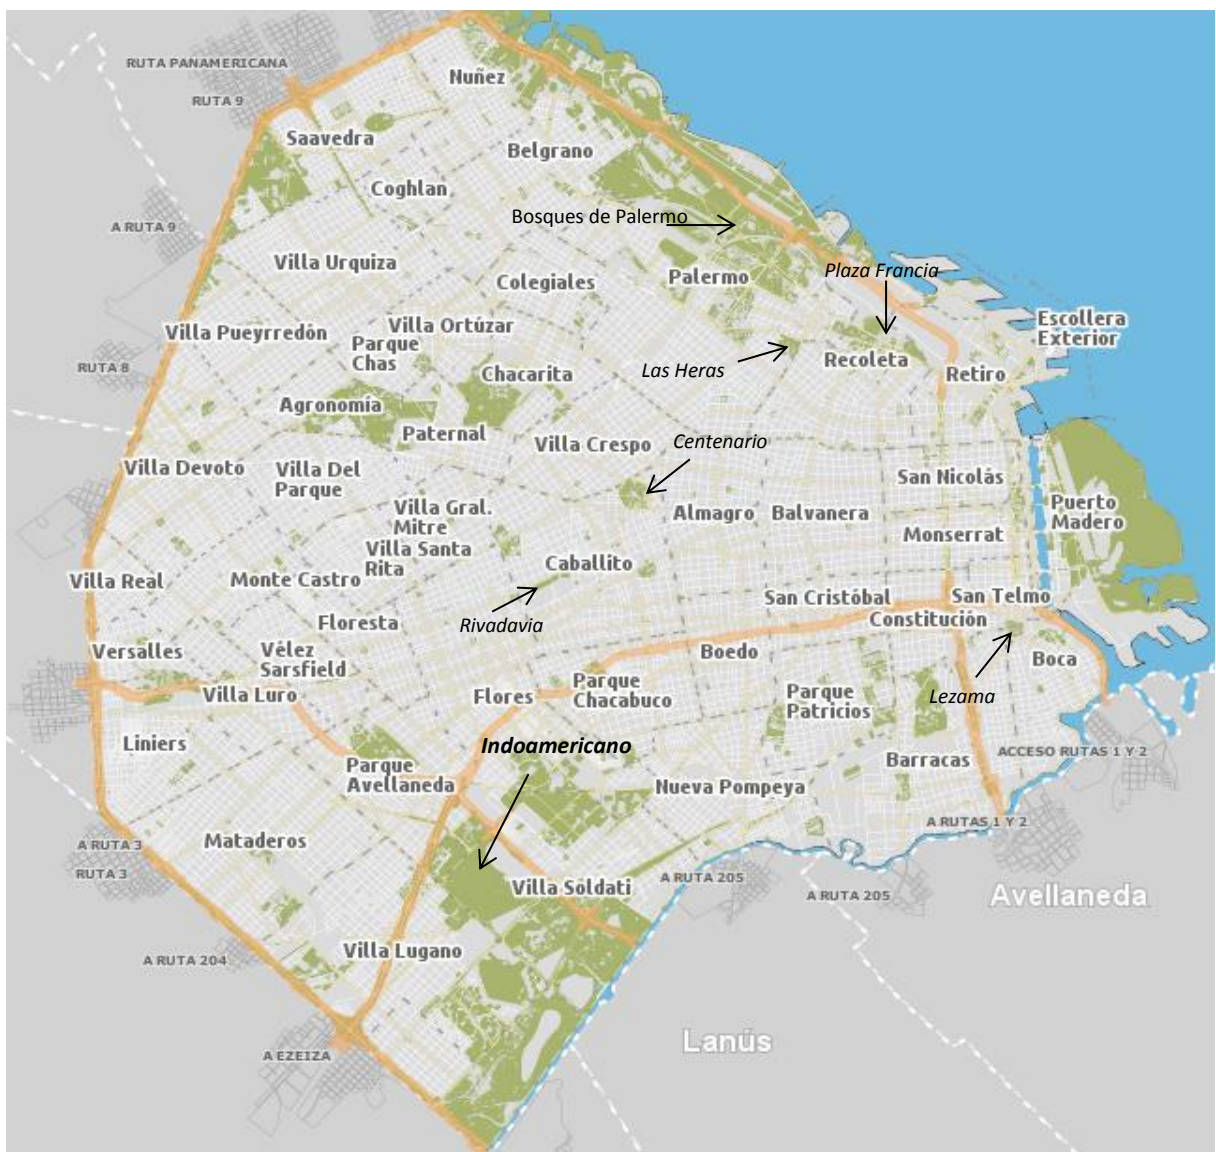 Nuñez
RUTA PANAMERICANA
RUTA 9
Saavedra
Belgrano
Coghlan
Bosques de Palermo
A RUTA 9
Villa Urquiza
Colegiales
Palermo
Plaza Francia
Villa Pueyrredón
Villa Ortúzar
Parque
Chas
Escollera
Exterior
RUTA 8
Las Heras
Recoleta
Retiro
Chacarita
Agronomía
Paternal
Villa Crespo
Centenario
Villa Devoto
Villa Del
Parque
San Nicolás
Villa Gral.
Mitre
Almagro
Balvanera
Puerto
Madero
Monserrat
Villa Santa
Rita
Caballito
Villa Real
Monte Castro
San Cristóbal
San Telmo
Floresta
Rivadavia
Constitución
Versalles
Vélez
Sarsfield
Boedo
Boca
Villa Luro
Flores
Parque
Chacabuco
Parque
Patricios
Lezama
Liniers
Indoamericano
ACCESO RUTAS 1 Y 2
Parque
Avellaneda
Barracas
Nueva Pompeya
A RUTAS 1 Y 2
Mataderos
A RUTA 3
RUTA 3
Villa Soldati
A RUTA 205
A RUTA 205
Avellaneda
Villa Lugano
A RUTA 204
Lanús
A EZEIZA